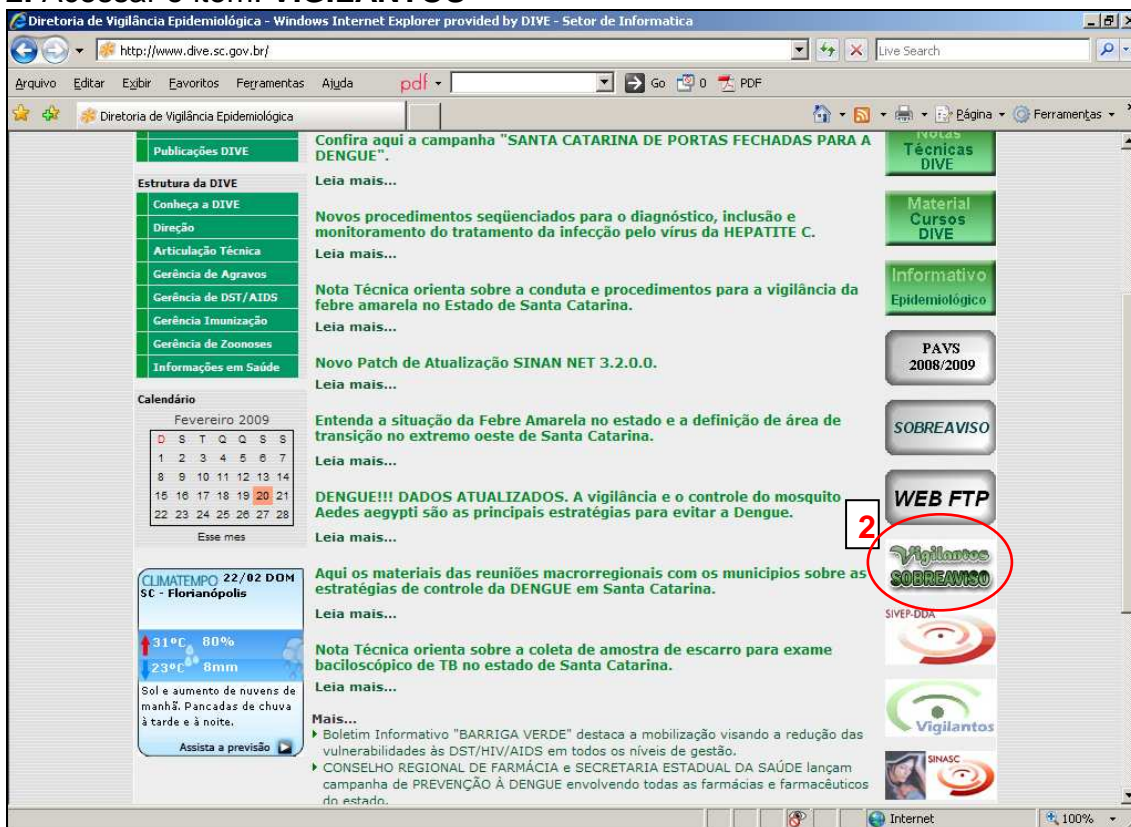 2. Acessar o item: VIGILANTOS
Diretoria de Vigilância Epidemiológica - Windows Internet Explorer provided by DIVE - Setor de Informatica
http://www.dive.sc.gov.br/
Live Search
Arquivo Editar Exibir Favoritos Ferramentas Ajuda
pdf
Go 0 PDF
Diretoria de Vigilância Epidemiológica
Página Ferramentas
Publicações DIVE
Estrutura da DIVE
Conheça a DIVE
Direção
Articulação Técnica
Gerência de Agravos
Gerência de DST/AIDS
Gerência Imunização
Gerência de Zoonoses
Informações em Saúde
Calendário
Fevereiro 2009
D S T Q Q S S
1 2 3 4 5 6 7
8 9 10 11 12 13 14
15 16 17 18 19 20 21
22 23 24 25 26 27 28
Esse mes
CLIMATEMPO 22/02 DOM
SC - Florianópolis
31ºC 80%
23ºC 8mm
Sol e aumento de nuvens de
manhã. Pancadas de chuva
à tarde e à noite.
Assista a previsão
Confira aqui a campanha "SANTA CATARINA DE PORTAS FECHADAS PARA A
DENGUE".
Leia mais...
Novos procedimentos seqüenciados para o diagnóstico, inclusão e
monitoramento do tratamento da infecção pelo vírus da HEPATITE C.
Leia mais...
Nota Técnica orienta sobre a conduta e procedimentos para a vigilância da
febre amarela no Estado de Santa Catarina.
Leia mais...
Novo Patch de Atualização SINAN NET 3.2.0.0.
Leia mais...
Entenda a situação da Febre Amarela no estado e a definição de área de
transição no extremo oeste de Santa Catarina.
Leia mais...
DENGUE!!! DADOS ATUALIZADOS. A vigilância e o controle do mosquito
Aedes aegypti são as principais estratégias para evitar a Dengue.
Leia mais...
Aqui os materiais das reuniões macrorregionais com os municipios sobre as
estratégias de controle da DENGUE em Santa Catarina.
Leia mais...
Nota Técnica orienta sobre a coleta de amostra de escarro para exame
baciloscópico de TB no estado de Santa Catarina.
Leia mais...
Mais...
Boletim Informativo "BARRIGA VERDE" destaca a mobilização visando a redução das
vulnerabilidades às DST/HIV/AIDS em todos os níveis de gestão.
CONSELHO REGIONAL DE FARMÁCIA e SECRETARIA ESTADUAL DA SAÚDE lançam
campanha de PREVENÇÃO À DENGUE envolvendo todas as farmácias e farmacêuticos
do estado.
Notas
Técnicas
DIVE
Material
Cursos
DIVE
Informativo
Epidemiológico
PAVS
2008/2009
SOBREAVISO
WEB FTP
2
Vigilantos
SOBREAVISO
SIVEP-DDA
Vigilantos
SINASC
Internet
100%